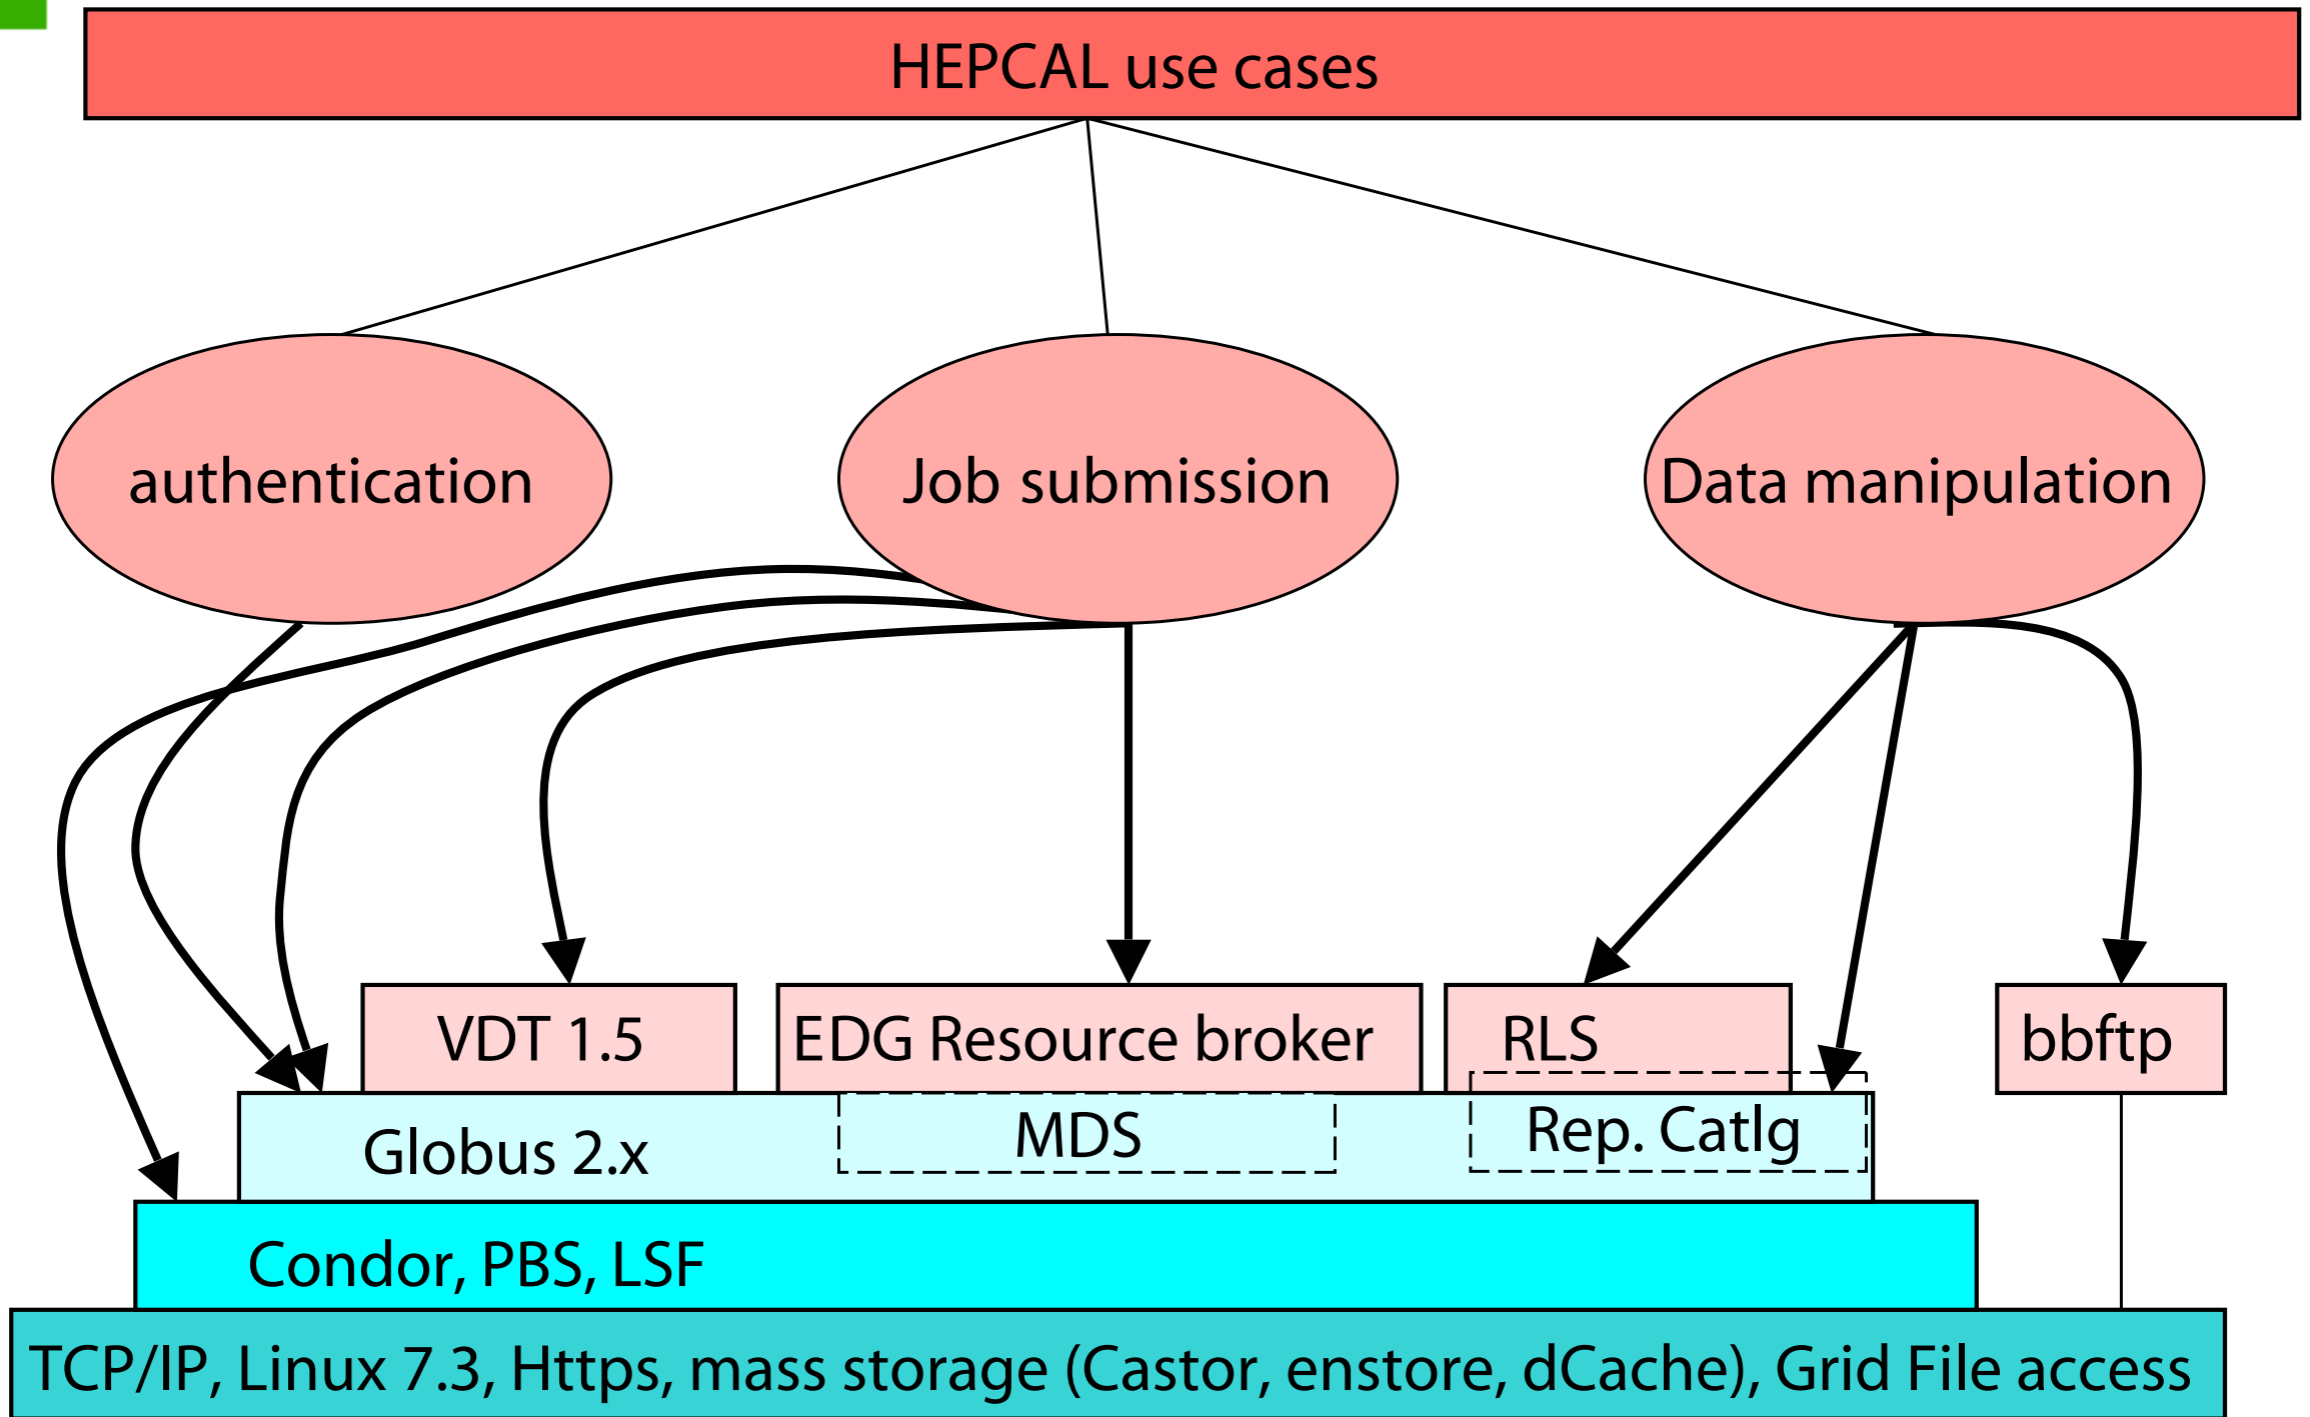 HEPCAL use cases
authentication
Job submission
Data manipulation
VDT 1.5
EDG Resource broker
RLS
bbftp
Globus 2.x
MDS
Rep. Catlg
Condor, PBS, LSF
TCP/IP, Linux 7.3, Https, mass storage (Castor, enstore, dCache), Grid File access